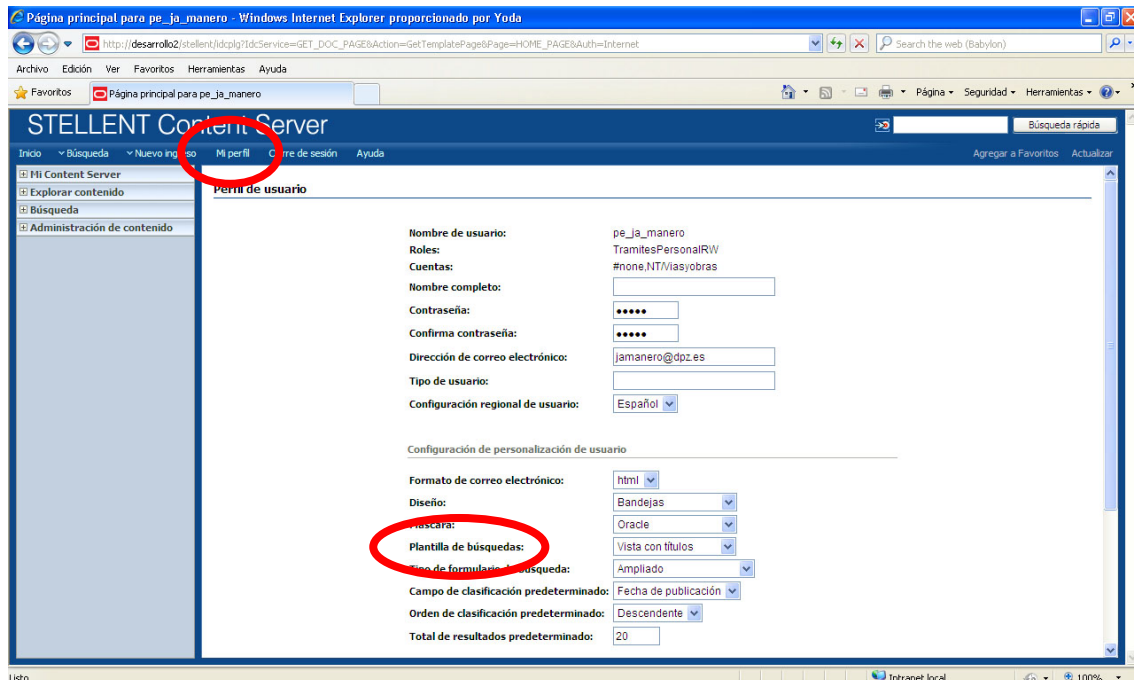 Página principal para pe_ja_manero - Windows Internet Explorer proporcionado por Yoda
http://desarrollo2/stellent/idcplg?IdcService=GET_DOC_PAGE&Action=GetTemplatePage&Page=HOME_PAGE&Auth=Internet
Search the web (Babylon)
Archivo Edición Ver Favoritos Herramientas Ayuda
Favoritos Página principal para pe_ja_manero Página Seguridad Herramientas
STELLENT Content Server Búsqueda rápida
Inicio Búsqueda Nuevo ingreso Mi perfil Cierre de sesión Ayuda Agregar a Favoritos Actualizar
Mi Content Server
Explorar contenido
Búsqueda
Administración de contenido
Perfil de usuario
Nombre de usuario: pe_ja_manero
Roles: TramitesPersonalRW
Cuentas: #none,NT/Viasyobras
Nombre completo:
Contraseña: •••••
Confirma contraseña: •••••
Dirección de correo electrónico: jamanero@dpz.es
Tipo de usuario:
Configuración regional de usuario: Español
Configuración de personalización de usuario
Formato de correo electrónico: html
Diseño: Bandejas
Máscara: Oracle
Plantilla de búsquedas: Vista con títulos
Tipo de formulario de búsqueda: Ampliado
Campo de clasificación predeterminado: Fecha de publicación
Orden de clasificación predeterminado: Descendente
Total de resultados predeterminado: 20
Listo Intranet local 100%